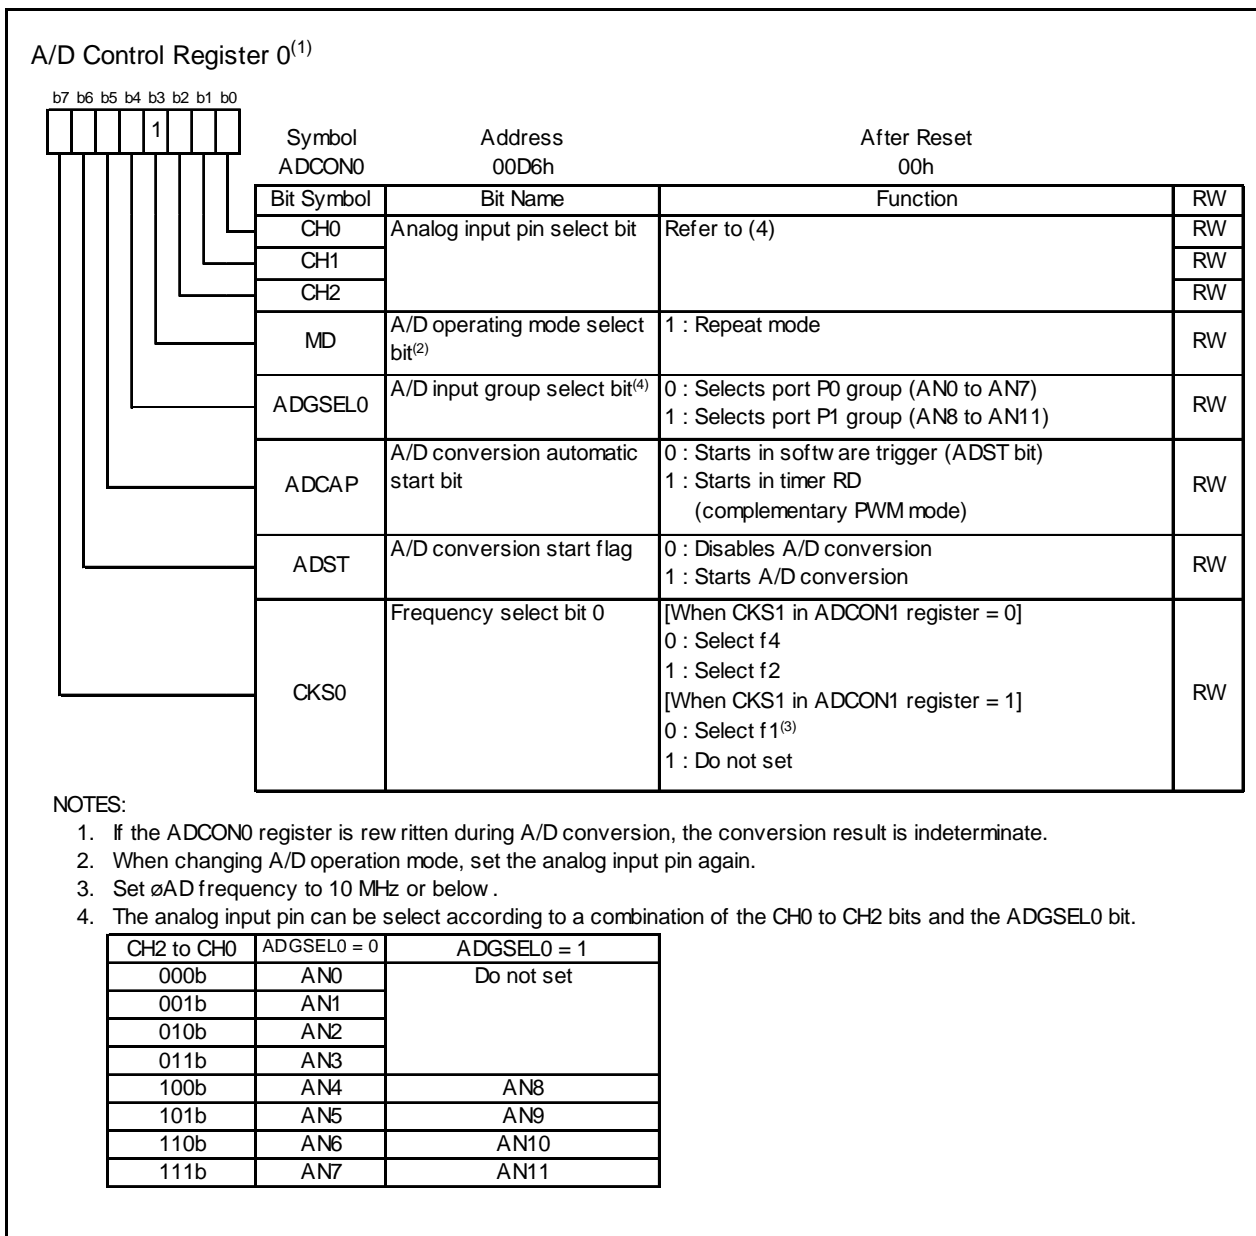 A/D Control Register 0(1)
b7 b6 b5 b4 b3 b2 b1 b0
1
Symbol Address After Reset
ADCON0 00D6h 00h
Bit Symbol Bit Name Function RW
CH0 Analog input pin select bit Refer to (4) RW
CH1 RW
CH2 RW
MD A/D operating mode select bit(2) 1 : Repeat mode RW
ADGSEL0 A/D input group select bit(4) 0 : Selects port P0 group (AN0 to AN7)
1 : Selects port P1 group (AN8 to AN11) RW
ADCAP A/D conversion automatic start bit 0 : Starts in software trigger (ADST bit)
1 : Starts in timer RD
(complementary PWM mode) RW
ADST A/D conversion start flag 0 : Disables A/D conversion
1 : Starts A/D conversion RW
CKS0 Frequency select bit 0 [When CKS1 in ADCON1 register = 0]
0 : Select f4
1 : Select f2
[When CKS1 in ADCON1 register = 1]
0 : Select f1(3)
1 : Do not set RW
NOTES:
1. If the ADCON0 register is rewritten during A/D conversion, the conversion result is indeterminate.
2. When changing A/D operation mode, set the analog input pin again.
3. Set øAD frequency to 10 MHz or below.
4. The analog input pin can be select according to a combination of the CH0 to CH2 bits and the ADGSEL0 bit.
CH2 to CH0 ADGSEL0 = 0 ADGSEL0 = 1
000b AN0 Do not set
001b AN1
010b AN2
011b AN3
100b AN4 AN8
101b AN5 AN9
110b AN6 AN10
111b AN7 AN11